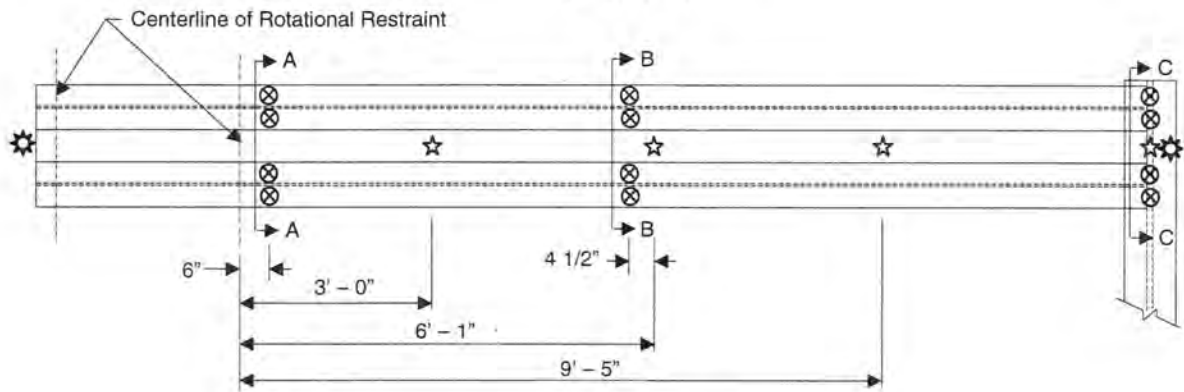 Centerline of Rotational Restraint
A
B
C
A
B
C
6"
4 1/2"
3' – 0"
6' – 1"
9' – 5"